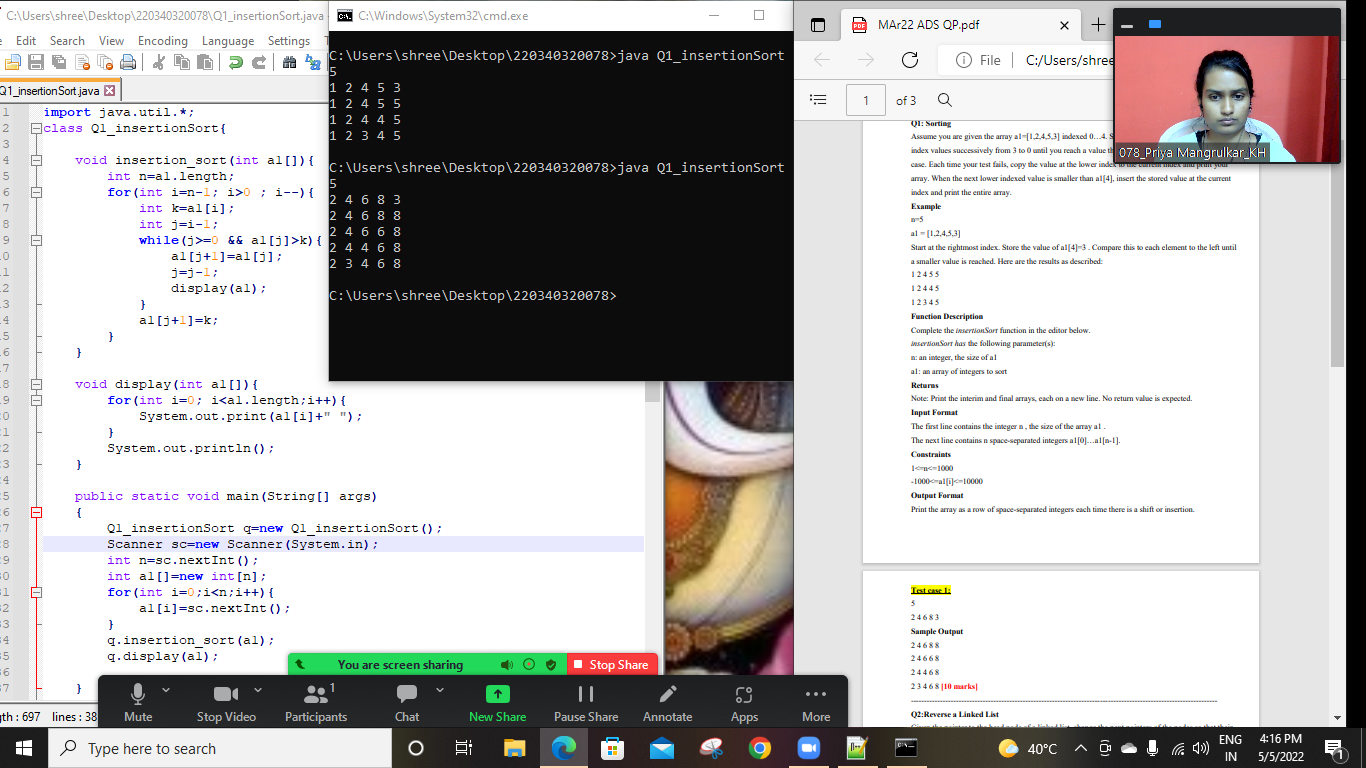 C:\Users\shree\Desktop\220340320078\Q1_insertionSort.java
Edit Search View Encoding Language Settings
Q1_insertionSort.java
import java.util.*;
class Q1_insertionSort{
void insertion_sort(int a1[]){
int n=a1.length;
for(int i=n-1; i>0 ; i--){
int k=a1[i];
int j=i-1;
while(j>=0 && a1[j]>k){
a1[j+1]=a1[j];
j=j-1;
display(a1);
}
a1[j+1]=k;
}
}
void display(int a1[]){
for(int i=0; i<a1.length;i++){
System.out.print(a1[i]+" ");
}
System.out.println();
}
public static void main(String[] args)
{
Q1_insertionSort q=new Q1_insertionSort();
Scanner sc=new Scanner(System.in);
int n=sc.nextInt();
int a1[]=new int[n];
for(int i=0;i<n;i++){
a1[i]=sc.nextInt();
}
q.insertion_sort(a1);
q.display(a1);
}
gth : 697 lines : 38
C:\Windows\System32\cmd.exe
C:\Users\shree\Desktop\220340320078>java Q1_insertionSort
5
1 2 4 5 3
1 2 4 5 5
1 2 4 4 5
1 2 3 4 5
C:\Users\shree\Desktop\220340320078>java Q1_insertionSort
5
2 4 6 8 3
2 4 6 8 8
2 4 6 6 8
2 4 4 6 8
2 3 4 6 8
C:\Users\shree\Desktop\220340320078>
MAr22 ADS QP.pdf
File C:/Users/shree
1 of 3
078_Priya Mangrulkar_KH
Q1: Sorting
Assume you are given the array a1=[1,2,4,5,3] indexed 0…4. S
index values successively from 3 to 0 until you reach a value th
case. Each time your test fails, copy the value at the lower index to the current index and print your
array. When the next lower indexed value is smaller than a1[4], insert the stored value at the current
index and print the entire array.
Example
n=5
a1 = [1,2,4,5,3]
Start at the rightmost index. Store the value of a1[4]=3 . Compare this to each element to the left until
a smaller value is reached. Here are the results as described:
1 2 4 5 5
1 2 4 4 5
1 2 3 4 5
Function Description
Complete the insertionSort function in the editor below.
insertionSort has the following parameter(s):
n: an integer, the size of a1
a1: an array of integers to sort
Returns
Note: Print the interim and final arrays, each on a new line. No return value is expected.
Input Format
The first line contains the integer n , the size of the array a1 .
The next line contains n space-separated integers a1[0]…a1[n-1].
Constraints
1<=n<=1000
-1000<=a1[i]<=10000
Output Format
Print the array as a row of space-separated integers each time there is a shift or insertion.
Test case 1:
5
2 4 6 8 3
Sample Output
2 4 6 8 8
2 4 6 6 8
2 4 4 6 8
2 3 4 6 8 [10 marks]
Q2:Reverse a Linked List
You are screen sharing Stop Share
Mute Stop Video Participants 1 Chat New Share Pause Share Annotate Apps More
Type here to search
40°C
ENG
IN
4:16 PM
5/5/2022
1